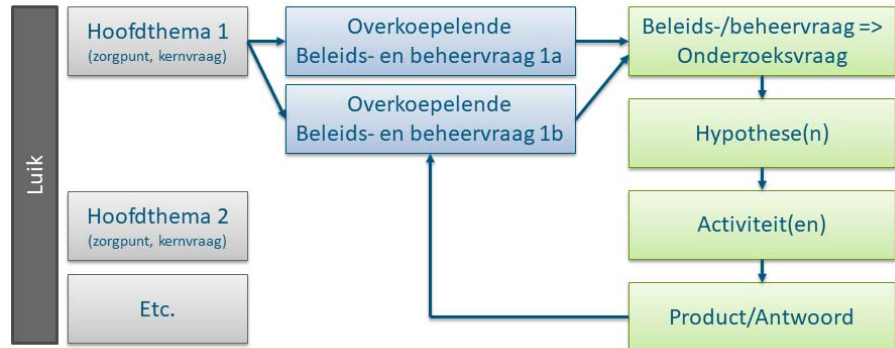 Luik
Hoofdthema 1
(zorgpunt, kernvraag)
Overkoepelende
Beleids- en beheervraag 1a
Beleids-/beheervraag =>
Onderzoeksvraag
Overkoepelende
Beleids- en beheervraag 1b
Hypothese(n)
Hoofdthema 2
(zorgpunt, kernvraag)
Activiteit(en)
Etc.
Product/Antwoord